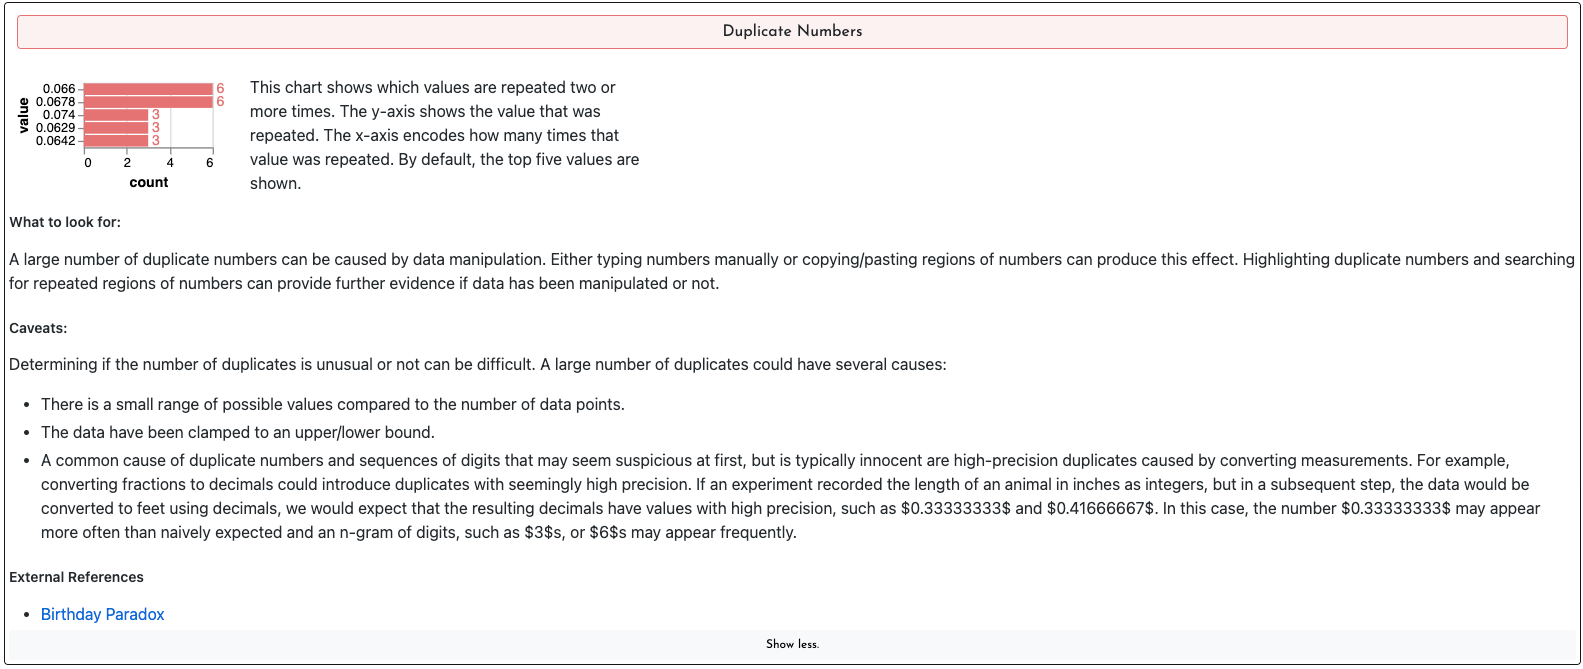 Duplicate Numbers
value
0.066
0.0678
0.074
0.0629
0.0642
6
6
3
3
3
0 2 4 6
count
This chart shows which values are repeated two or
more times. The y-axis shows the value that was
repeated. The x-axis encodes how many times that
value was repeated. By default, the top five values are
shown.
What to look for:
A large number of duplicate numbers can be caused by data manipulation. Either typing numbers manually or copying/pasting regions of numbers can produce this effect. Highlighting duplicate numbers and searching
for repeated regions of numbers can provide further evidence if data has been manipulated or not.
Caveats:
Determining if the number of duplicates is unusual or not can be difficult. A large number of duplicates could have several causes:
• There is a small range of possible values compared to the number of data points.
• The data have been clamped to an upper/lower bound.
• A common cause of duplicate numbers and sequences of digits that may seem suspicious at first, but is typically innocent are high-precision duplicates caused by converting measurements. For example,
converting fractions to decimals could introduce duplicates with seemingly high precision. If an experiment recorded the length of an animal in inches as integers, but in a subsequent step, the data would be
converted to feet using decimals, we would expect that the resulting decimals have values with high precision, such as $0.33333333$ and $0.41666667$. In this case, the number $0.33333333$ may appear
more often than naively expected and an n-gram of digits, such as $3$s, or $6$s may appear frequently.
External References
• Birthday Paradox
Show less.